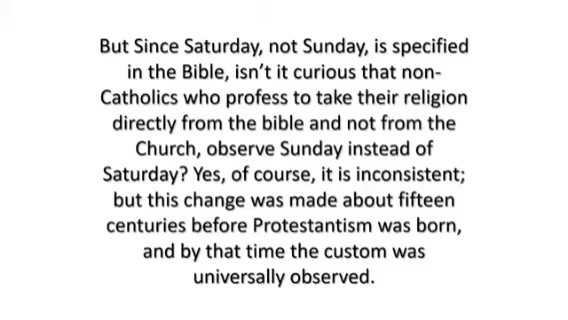 But Since Saturday, not Sunday, is specified
in the Bible, isn’t it curious that non-
Catholics who profess to take their religion
directly from the bible and not from the
Church, observe Sunday instead of
Saturday? Yes, of course, it is inconsistent;
but this change was made about fifteen
centuries before Protestantism was born,
and by that time the custom was
universally observed.